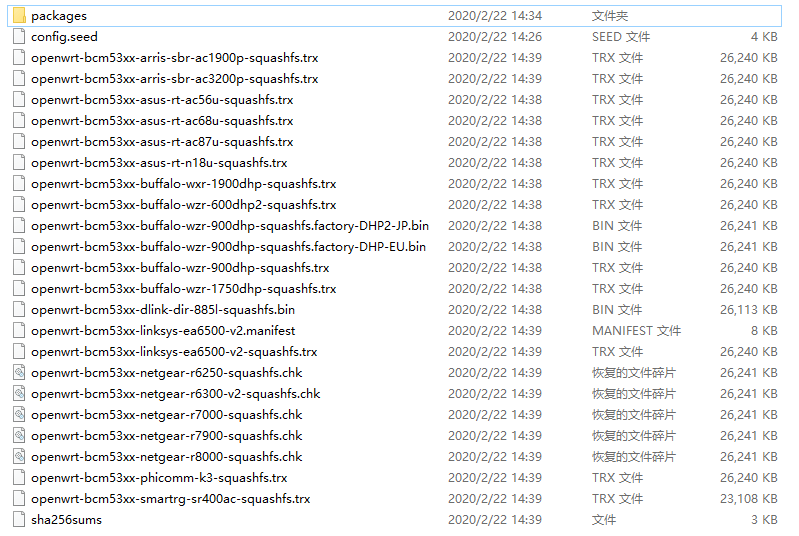 packages 2020/2/22 14:34 文件夹
config.seed 2020/2/22 14:26 SEED 文件 4 KB
openwrt-bcm53xx-arris-sbr-ac1900p-squashfs.trx 2020/2/22 14:39 TRX 文件 26,240 KB
openwrt-bcm53xx-arris-sbr-ac3200p-squashfs.trx 2020/2/22 14:39 TRX 文件 26,240 KB
openwrt-bcm53xx-asus-rt-ac56u-squashfs.trx 2020/2/22 14:38 TRX 文件 26,240 KB
openwrt-bcm53xx-asus-rt-ac68u-squashfs.trx 2020/2/22 14:38 TRX 文件 26,240 KB
openwrt-bcm53xx-asus-rt-ac87u-squashfs.trx 2020/2/22 14:38 TRX 文件 26,240 KB
openwrt-bcm53xx-asus-rt-n18u-squashfs.trx 2020/2/22 14:38 TRX 文件 26,240 KB
openwrt-bcm53xx-buffalo-wxr-1900dhp-squashfs.trx 2020/2/22 14:38 TRX 文件 26,240 KB
openwrt-bcm53xx-buffalo-wzr-600dhp2-squashfs.trx 2020/2/22 14:38 TRX 文件 26,240 KB
openwrt-bcm53xx-buffalo-wzr-900dhp-squashfs.factory-DHP2-JP.bin 2020/2/22 14:38 BIN 文件 26,241 KB
openwrt-bcm53xx-buffalo-wzr-900dhp-squashfs.factory-DHP-EU.bin 2020/2/22 14:38 BIN 文件 26,241 KB
openwrt-bcm53xx-buffalo-wzr-900dhp-squashfs.trx 2020/2/22 14:38 TRX 文件 26,240 KB
openwrt-bcm53xx-buffalo-wzr-1750dhp-squashfs.trx 2020/2/22 14:38 TRX 文件 26,240 KB
openwrt-bcm53xx-dlink-dir-885l-squashfs.bin 2020/2/22 14:38 BIN 文件 26,113 KB
openwrt-bcm53xx-linksys-ea6500-v2.manifest 2020/2/22 14:39 MANIFEST 文件 8 KB
openwrt-bcm53xx-linksys-ea6500-v2-squashfs.trx 2020/2/22 14:39 TRX 文件 26,240 KB
openwrt-bcm53xx-netgear-r6250-squashfs.chk 2020/2/22 14:39 恢复的文件碎片 26,241 KB
openwrt-bcm53xx-netgear-r6300-v2-squashfs.chk 2020/2/22 14:39 恢复的文件碎片 26,241 KB
openwrt-bcm53xx-netgear-r7000-squashfs.chk 2020/2/22 14:39 恢复的文件碎片 26,241 KB
openwrt-bcm53xx-netgear-r7900-squashfs.chk 2020/2/22 14:39 恢复的文件碎片 26,241 KB
openwrt-bcm53xx-netgear-r8000-squashfs.chk 2020/2/22 14:39 恢复的文件碎片 26,241 KB
openwrt-bcm53xx-phicomm-k3-squashfs.trx 2020/2/22 14:39 TRX 文件 26,240 KB
openwrt-bcm53xx-smartrg-sr400ac-squashfs.trx 2020/2/22 14:39 TRX 文件 23,108 KB
sha256sums 2020/2/22 14:39 文件 3 KB